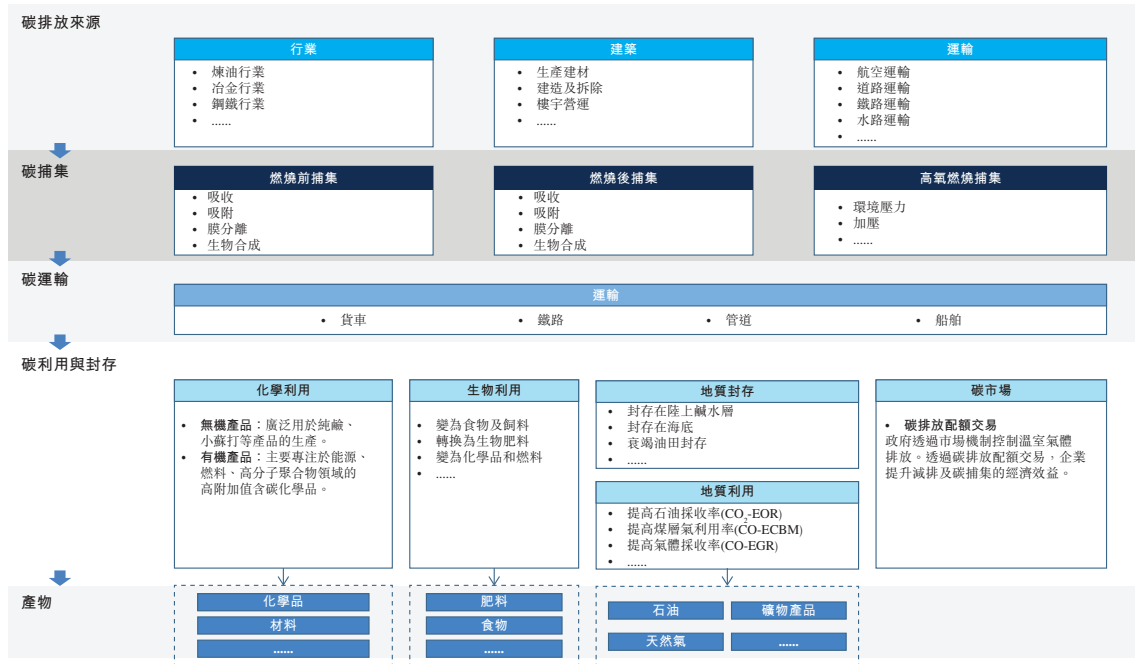 碳排放來源
行業
• 煉油行業
• 冶金行業
• 鋼鐵行業
• ......
建築
• 生產建材
• 建造及拆除
• 樓宇營運
• ......
運輸
• 航空運輸
• 道路運輸
• 鐵路運輸
• 水路運輸
• ......
碳捕集
燃燒前捕集
• 吸收
• 吸附
• 膜分離
• 生物合成
燃燒後捕集
• 吸收
• 吸附
• 膜分離
• 生物合成
高氧燃燒捕集
• 環境壓力
• 加壓
• ......
碳運輸
運輸
• 貨車
• 鐵路
• 管道
• 船舶
碳利用與封存
化學利用
• 無機產品：廣泛用於純鹼、
小蘇打等產品的生產。
• 有機產品：主要專注於能源、
燃料、高分子聚合物領域的
高附加值含碳化學品。
生物利用
• 變為食物及飼料
• 轉換為生物肥料
• 變為化學品和燃料
• ......
地質封存
• 封存在陸上鹹水層
• 封存在海底
• 衰竭油田封存
• ......
地質利用
• 提高石油採收率(CO₂-EOR)
• 提高煤層氣利用率(CO-ECBM)
• 提高氣體採收率(CO-EGR)
• ......
碳市場
• 碳排放配額交易
政府透過市場機制控制溫室氣體
排放。透過碳排放配額交易，企業
提升減排及碳捕集的經濟效益。
產物
化學品
材料
......
肥料
食物
......
石油
礦物產品
天然氣
......